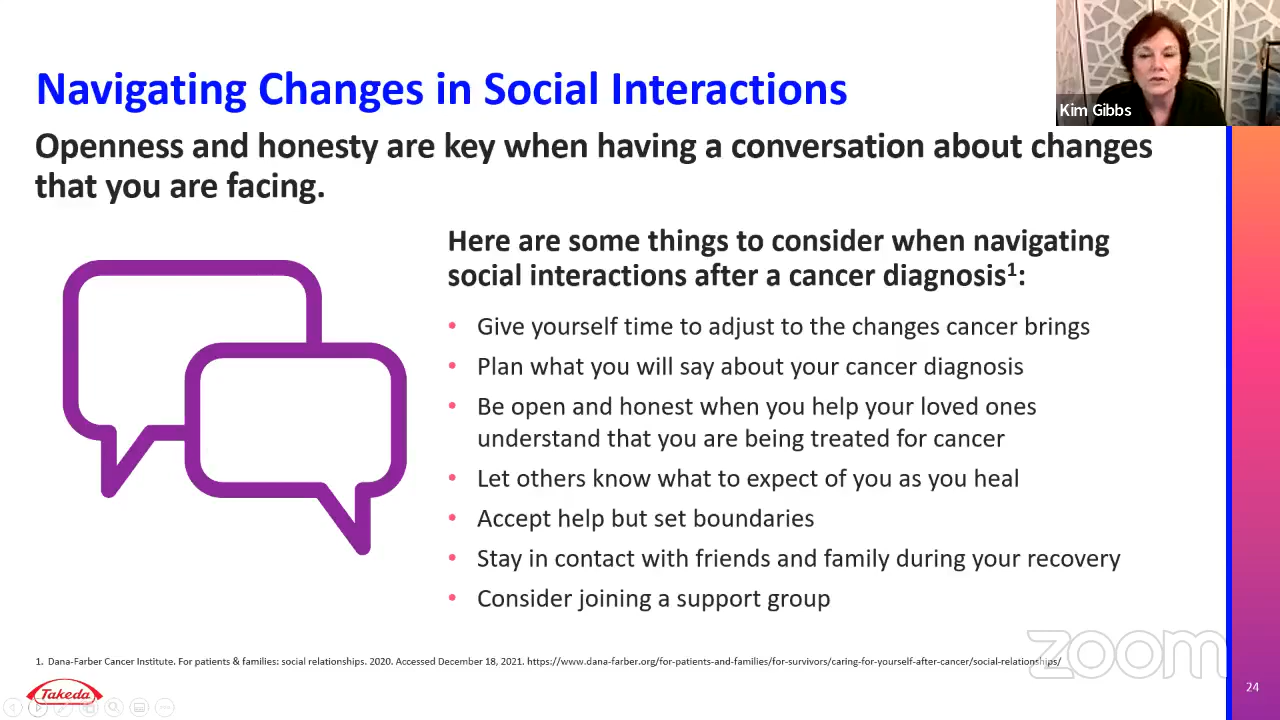 Navigating Changes in Social Interactions
Kim Gibbs
Openness and honesty are key when having a conversation about changes
that you are facing.
Here are some things to consider when navigating
social interactions after a cancer diagnosis1:
• Give yourself time to adjust to the changes cancer brings
• Plan what you will say about your cancer diagnosis
• Be open and honest when you help your loved ones
understand that you are being treated for cancer
• Let others know what to expect of you as you heal
• Accept help but set boundaries
• Stay in contact with friends and family during your recovery
• Consider joining a support group
zoom
1. Dana-Farber Cancer Institute. For patients & families: social relationships. 2020. Accessed December 18, 2021. https://www.dana-farber.org/for-patients-and-families/for-survivors/caring-for-yourself-after-cancer/social-relationships/
Takeda
24